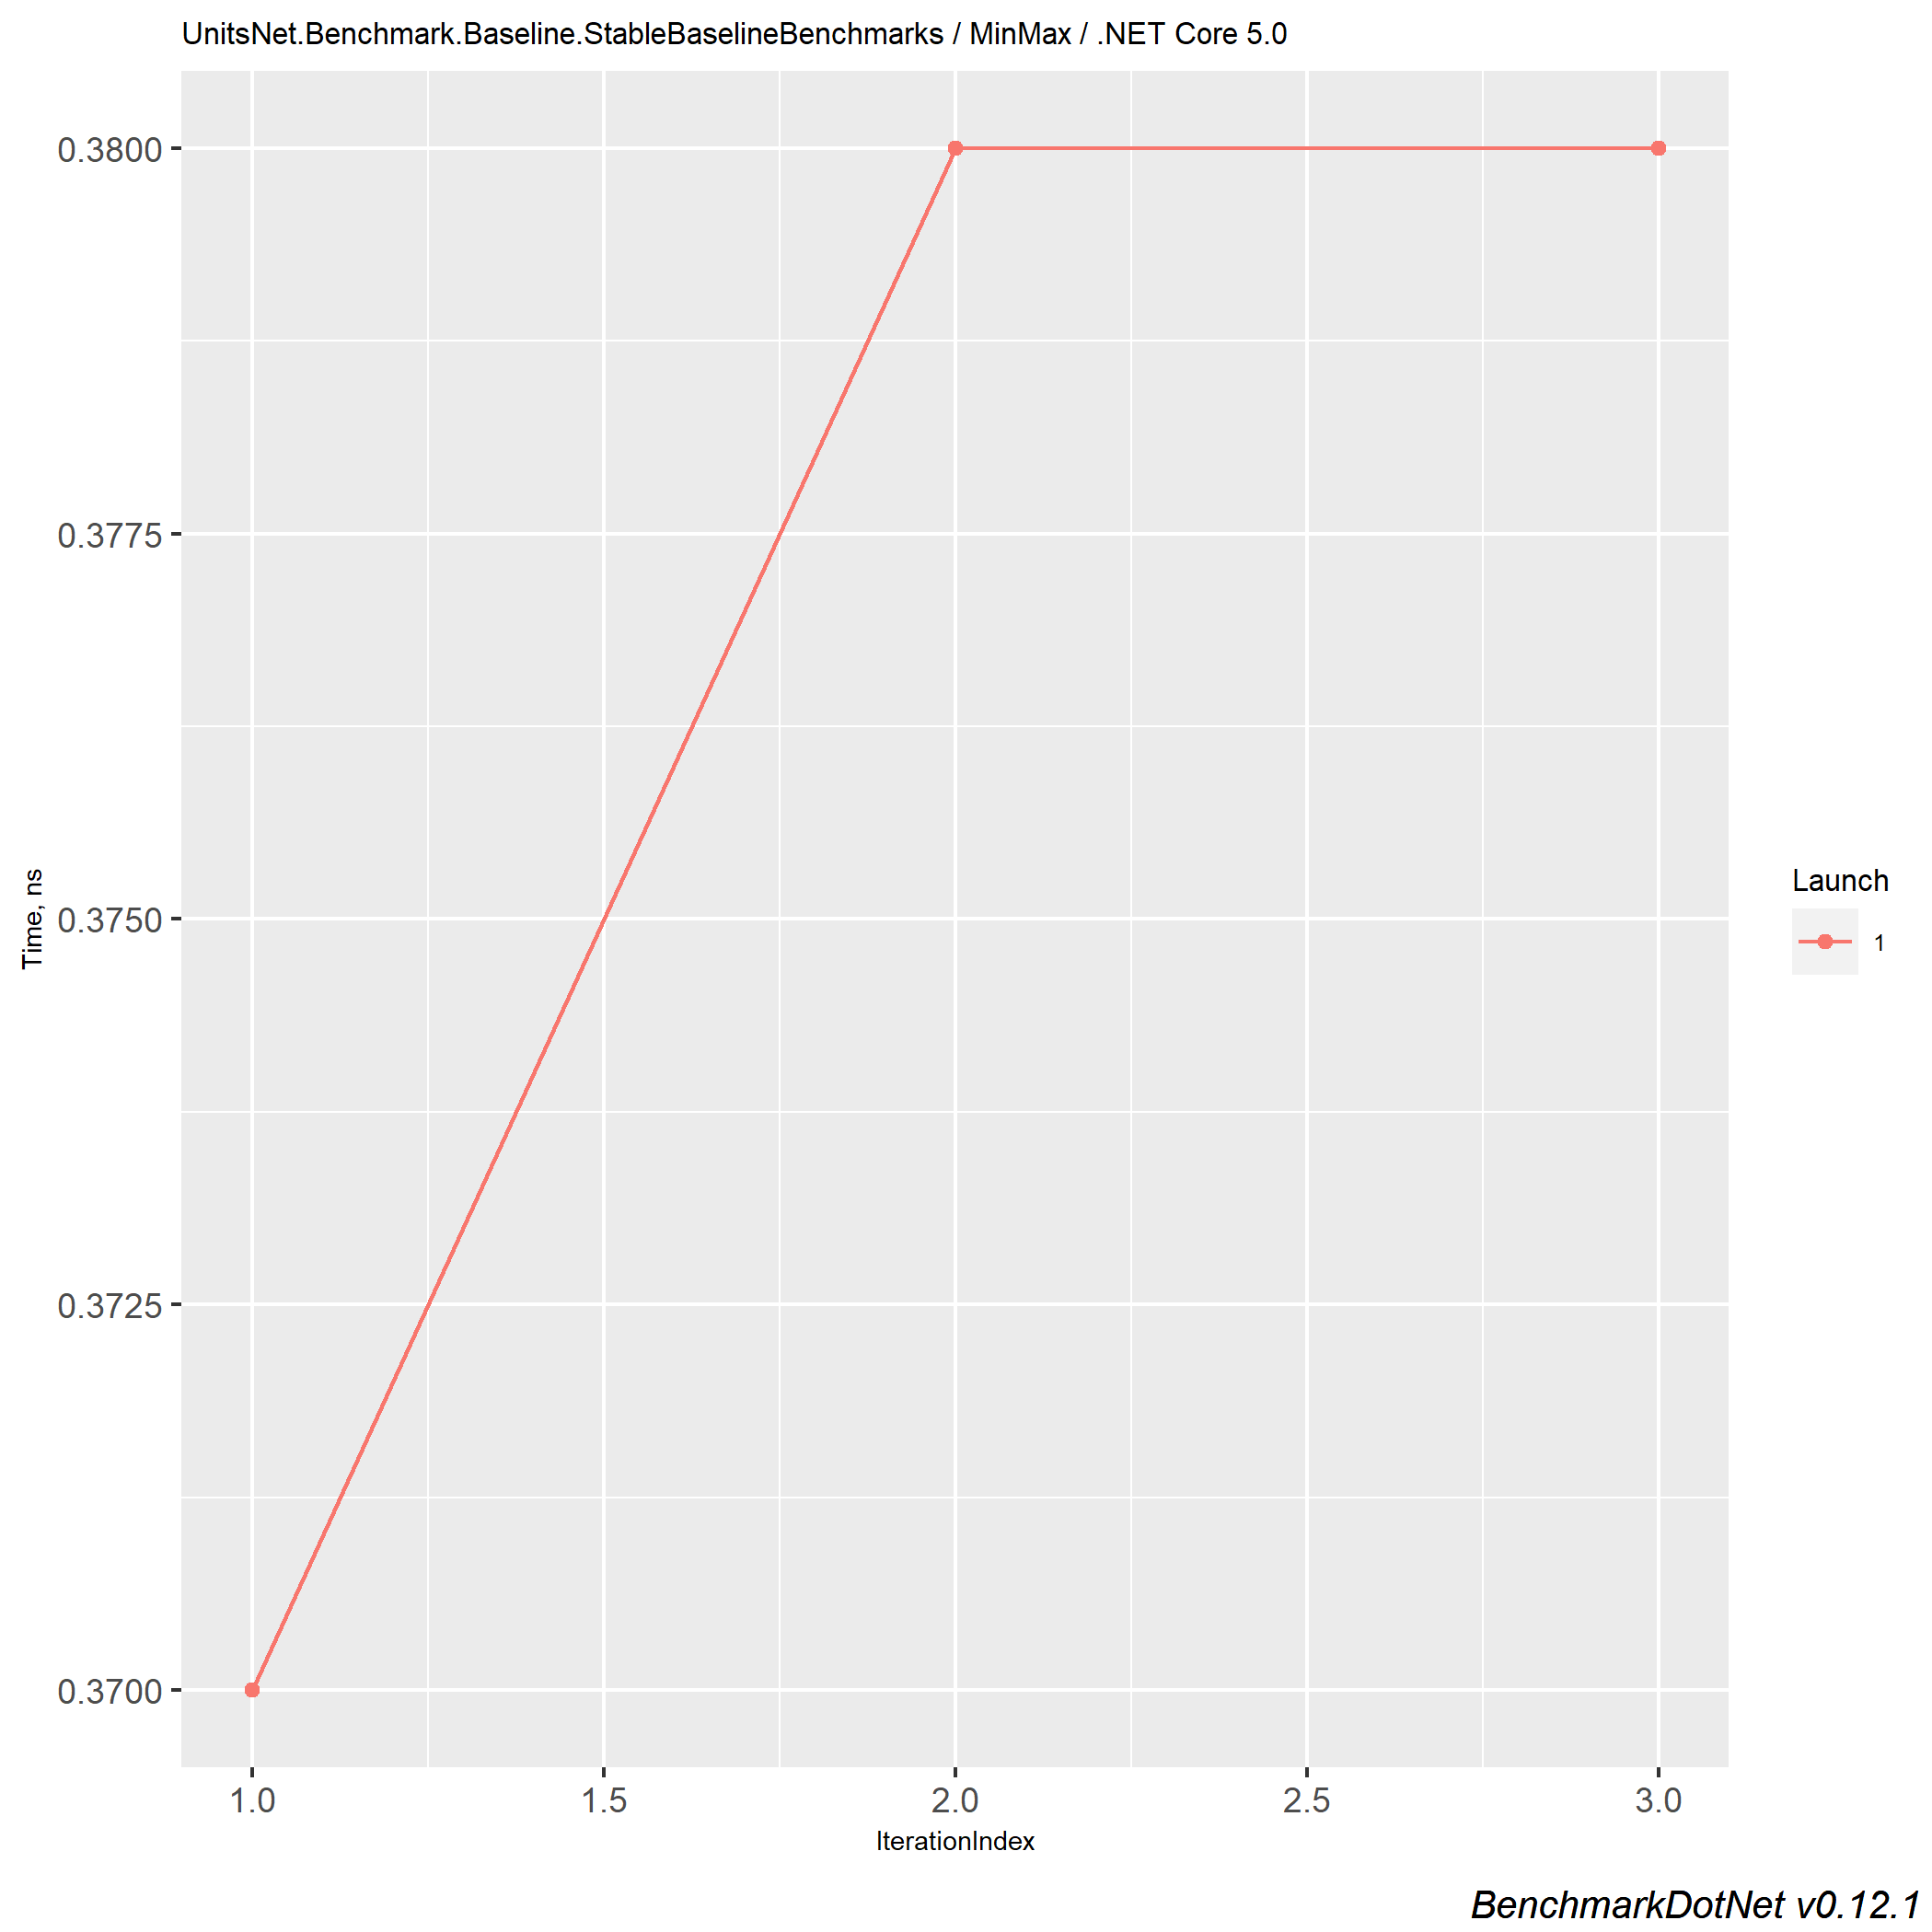 UnitsNet.Benchmark.Baseline.StableBaselineBenchmarks / MinMax / .NET Core 5.0
0.3800
0.3775
0.3750
0.3725
0.3700
Time, ns
1.0 1.5 2.0 2.5 3.0
IterationIndex
Launch
1
BenchmarkDotNet v0.12.1